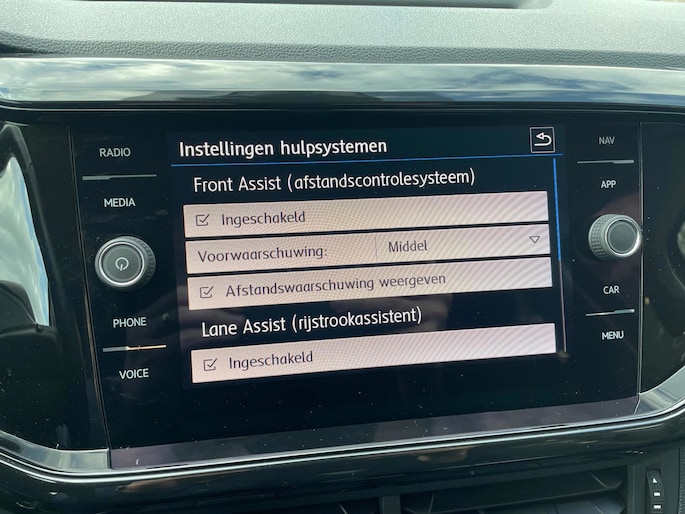 Instellingen hulpsystemen
RADIO
NAV
Front Assist (afstandscontrolesysteem)
APP
MEDIA
Ingeschakeld
Voorwaarschuwing: Middel
Afstandswaarschuwing weergeven
CAR
PHONE
Lane Assist (rijstrookassistent)
MENU
Ingeschakeld
VOICE